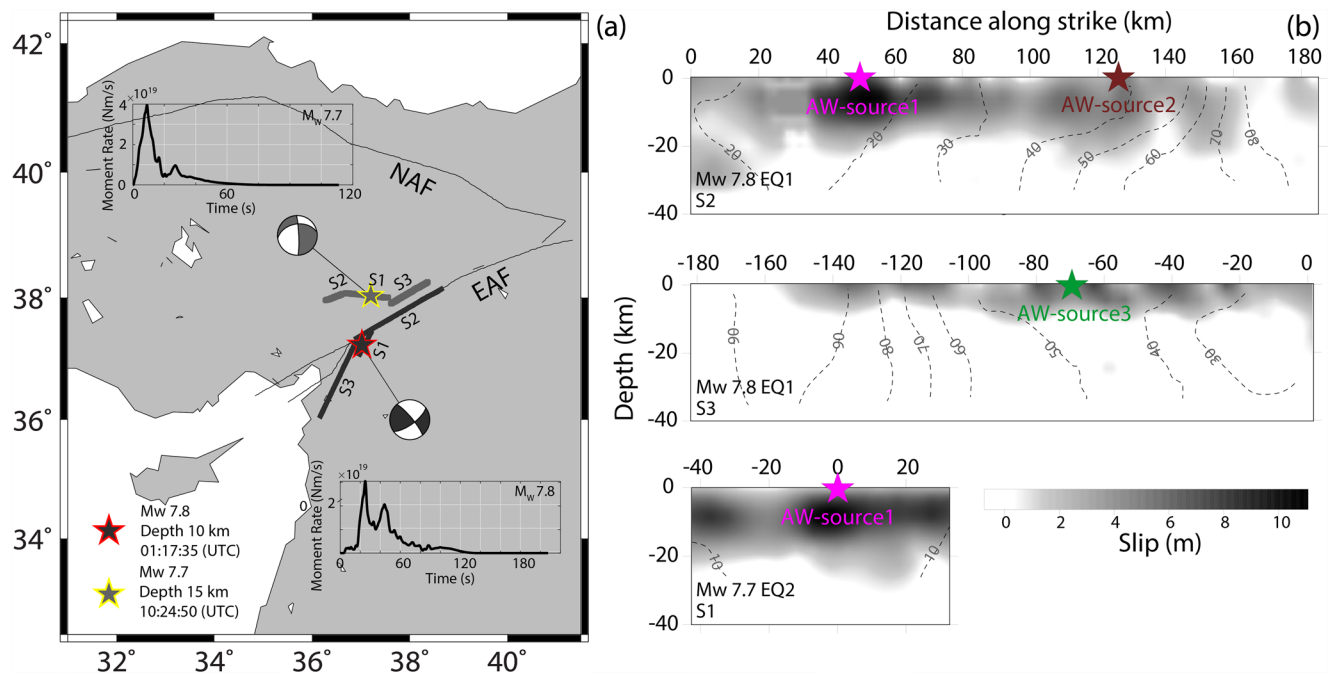 (a)
42°
40°
38°
36°
34°
32°
34°
36°
38°
40°
Moment Rate (Nm/s)
4 ×10¹⁹
2
0
Mw 7.7
0
60
120
Time (s)
NAF
EAF
S2
S1
S3
S2
S1
S3
Moment Rate (Nm/s)
×10¹⁹
2
0
Mw 7.8
0
60
120
180
Time (s)
Mw 7.8
Depth 10 km
01:17:35 (UTC)
Mw 7.7
Depth 15 km
10:24:50 (UTC)
(b)
Distance along strike (km)
0 20 40 60 80 100 120 140 160 180
0
-20
-40
AW-source1
AW-source2
20
20
30
40
50
60
70
80
Mw 7.8 EQ1
S2
-180 -160 -140 -120 -100 -80 -60 -40 -20 0
0
-20
-40
AW-source3
90
90
80
70
60
50
40
30
Mw 7.8 EQ1
S3
Depth (km)
-40 -20 0 20
0
-20
-40
AW-source1
10
10
Mw 7.7 EQ2
S1
0 2 4 6 8 10
Slip (m)